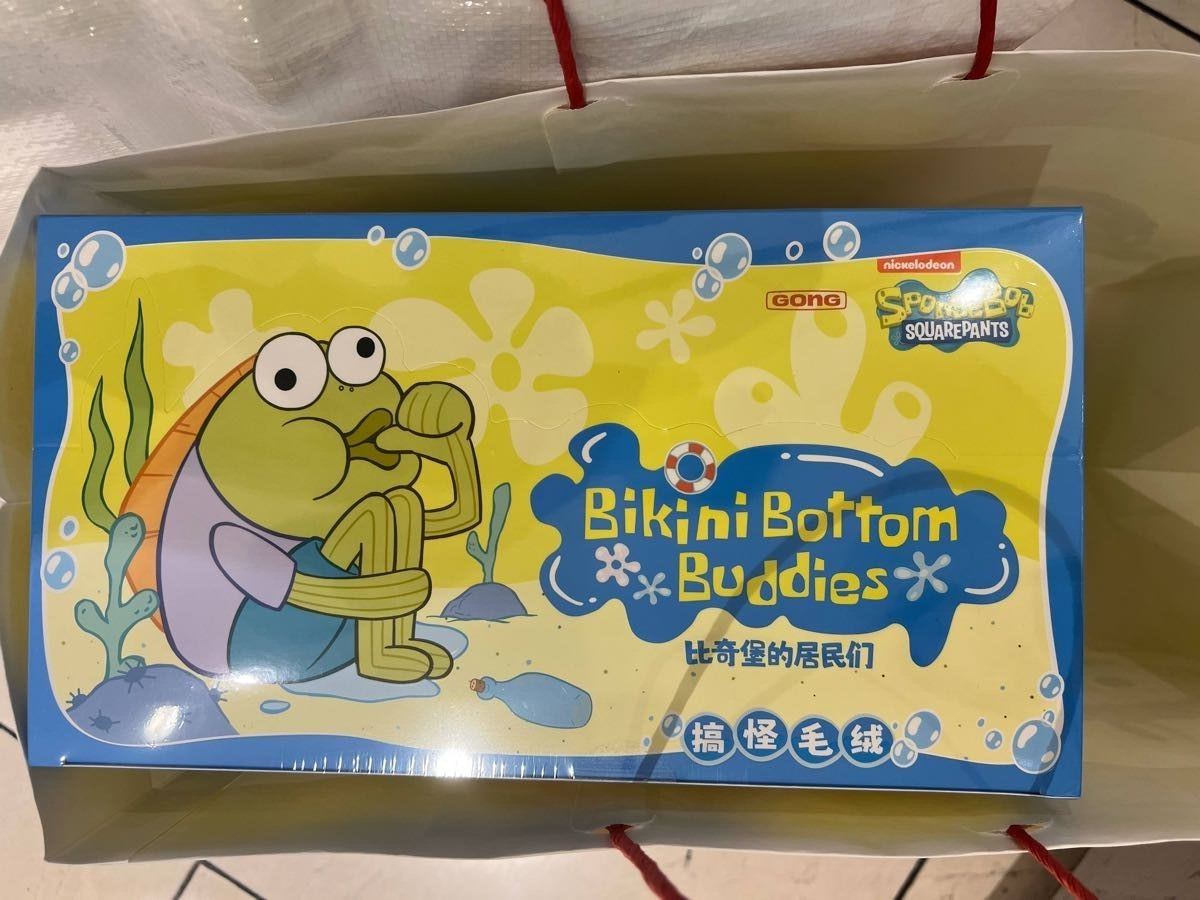 nickelodeon
GONG
SPONGEBOB
SQUAREPANTS
Bikini Bottom
Buddies
比奇堡的居民们
搞怪毛绒